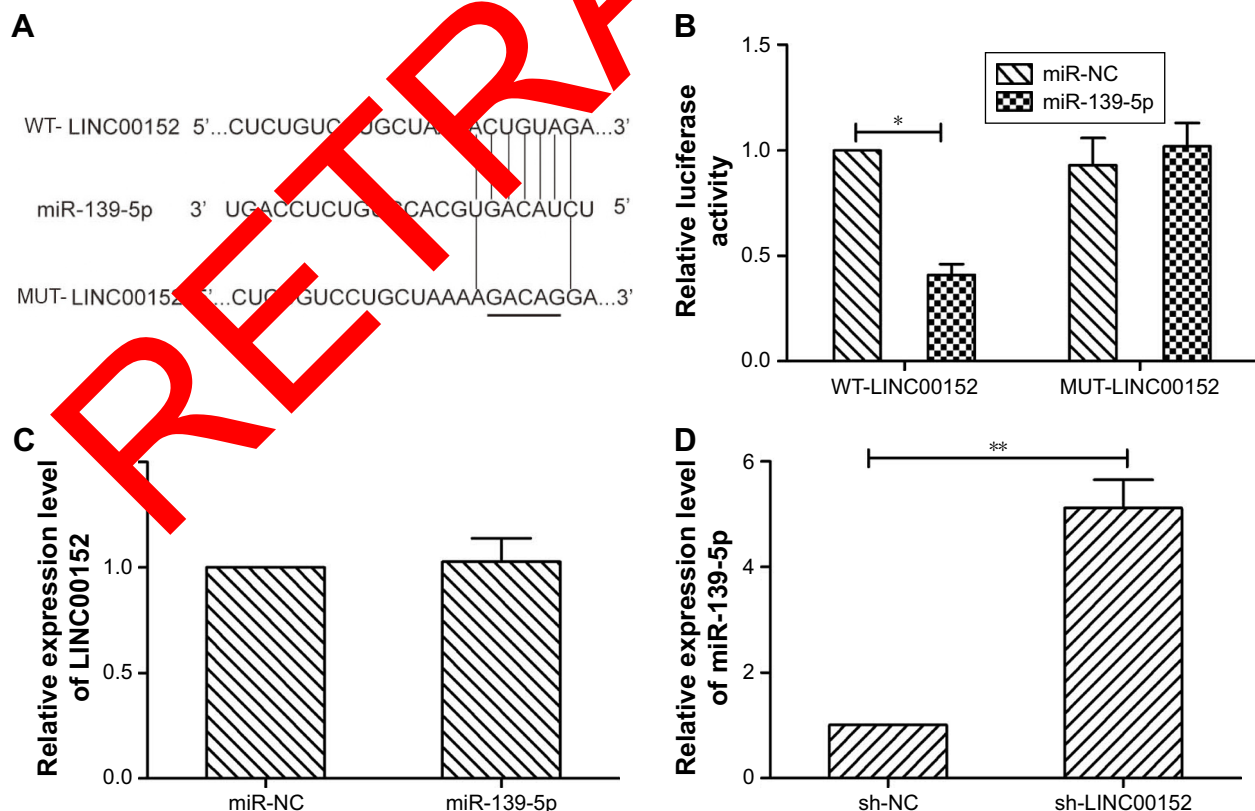 A
WT- LINC00152 5’...CUCUGUC UGCUA ACUGUAGA...3’
miR-139-5p 3’ UGACCUCUG CACGUGACAUCU 5’
MUT- LINC00152 5’...CUC GUCCUGCUAAAAGACAGGA...3’
RETRA
B
Relative luciferase
activity
1.5
1.0
0.5
0.0
miR-NC
miR-139-5p
*
WT-LINC00152
MUT-LINC00152
C
Relative expression level
of LINC00152
1.0
0.5
0.0
miR-NC
miR-139-5p
D
Relative expression level
of miR-139-5p
6
4
2
0
**
sh-NC
sh-LINC00152